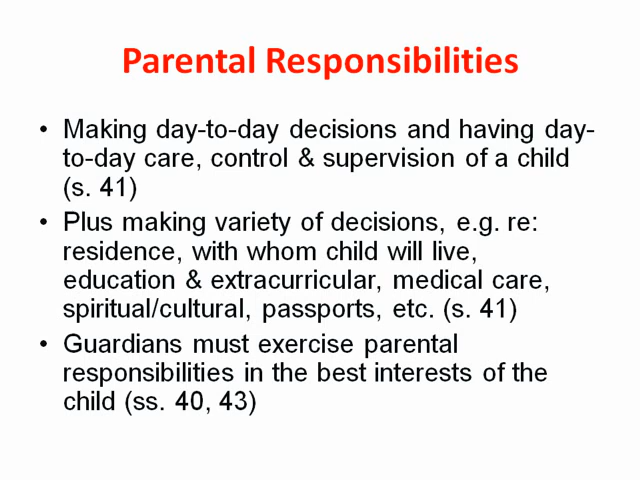 Parental Responsibilities
• Making day-to-day decisions and having day-
to-day care, control & supervision of a child
(s. 41)
• Plus making variety of decisions, e.g. re:
residence, with whom child will live,
education & extracurricular, medical care,
spiritual/cultural, passports, etc. (s. 41)
• Guardians must exercise parental
responsibilities in the best interests of the
child (ss. 40, 43)